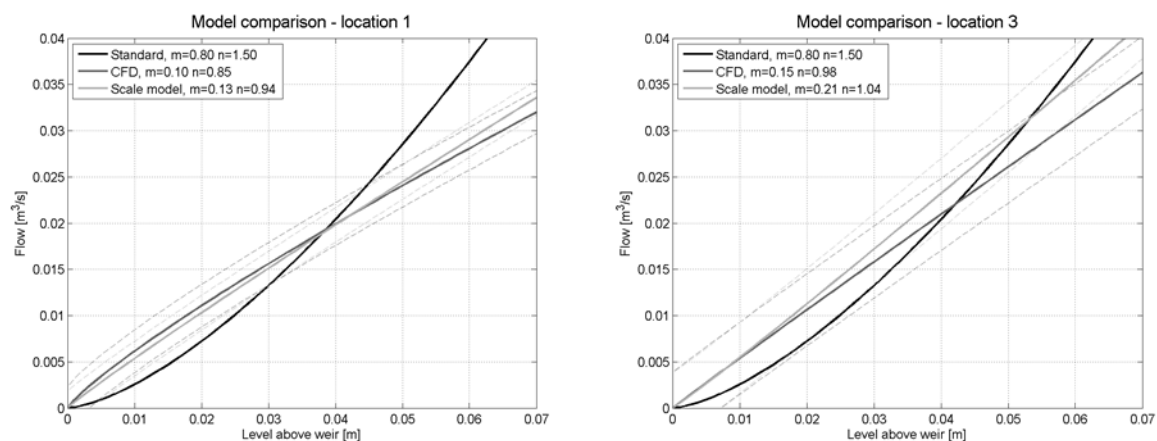 Model comparison - location 1
Standard, m=0.80 n=1.50
CFD, m=0.10 n=0.85
Scale model, m=0.13 n=0.94
Flow [m³/s]
0.04
0.035
0.03
0.025
0.02
0.015
0.01
0.005
0
0 0.01 0.02 0.03 0.04 0.05 0.06 0.07
Level above weir [m]
Model comparison - location 3
Standard, m=0.80 n=1.50
CFD, m=0.15 n=0.98
Scale model, m=0.21 n=1.04
Flow [m³/s]
0.04
0.035
0.03
0.025
0.02
0.015
0.01
0.005
0
0 0.01 0.02 0.03 0.04 0.05 0.06 0.07
Level above weir [m]